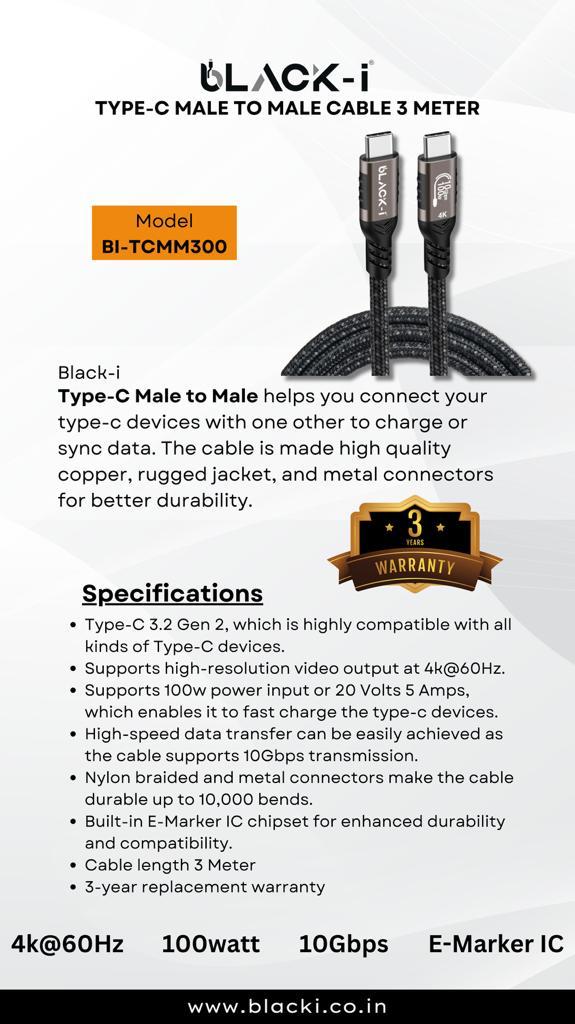 bLACK-i
TYPE-C MALE TO MALE CABLE 3 METER
bLACK-i
10Gbps
100W
4K
Model
BI-TCMM300
Black-i
Type-C Male to Male helps you connect your
type-c devices with one other to charge or
sync data. The cable is made high quality
copper, rugged jacket, and metal connectors
for better durability.
3
YEARS
WARRANTY
Specifications
• Type-C 3.2 Gen 2, which is highly compatible with all
kinds of Type-C devices.
• Supports high-resolution video output at 4k@60Hz.
• Supports 100w power input or 20 Volts 5 Amps,
which enables it to fast charge the type-c devices.
• High-speed data transfer can be easily achieved as
the cable supports 10Gbps transmission.
• Nylon braided and metal connectors make the cable
durable up to 10,000 bends.
• Built-in E-Marker IC chipset for enhanced durability
and compatibility.
• Cable length 3 Meter
• 3-year replacement warranty
4k@60Hz 100watt 10Gbps E-Marker IC
www.blacki.co.in